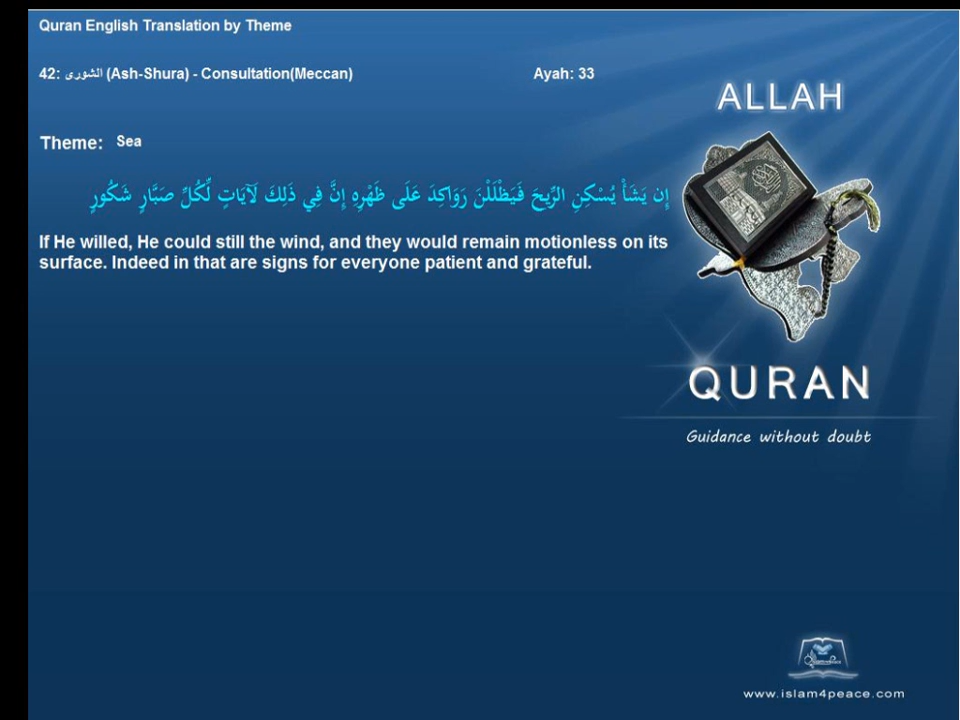 Quran English Translation by Theme
42: الشورى (Ash-Shura) - Consultation(Meccan) Ayah: 33
ALLAH
Theme: Sea
إِن يَشَأْ يُسْكِنِ الرِّيحَ فَيَظْلَلْنَ رَوَاكِدَ عَلَى ظَهْرِهِ إِنَّ فِي ذَلِكَ لَآيَاتٍ لِّكُلِّ صَبَّارٍ شَكُورٍ
If He willed, He could still the wind, and they would remain motionless on its
surface. Indeed in that are signs for everyone patient and grateful.
QURAN
Guidance without doubt
www.islam4peace.com